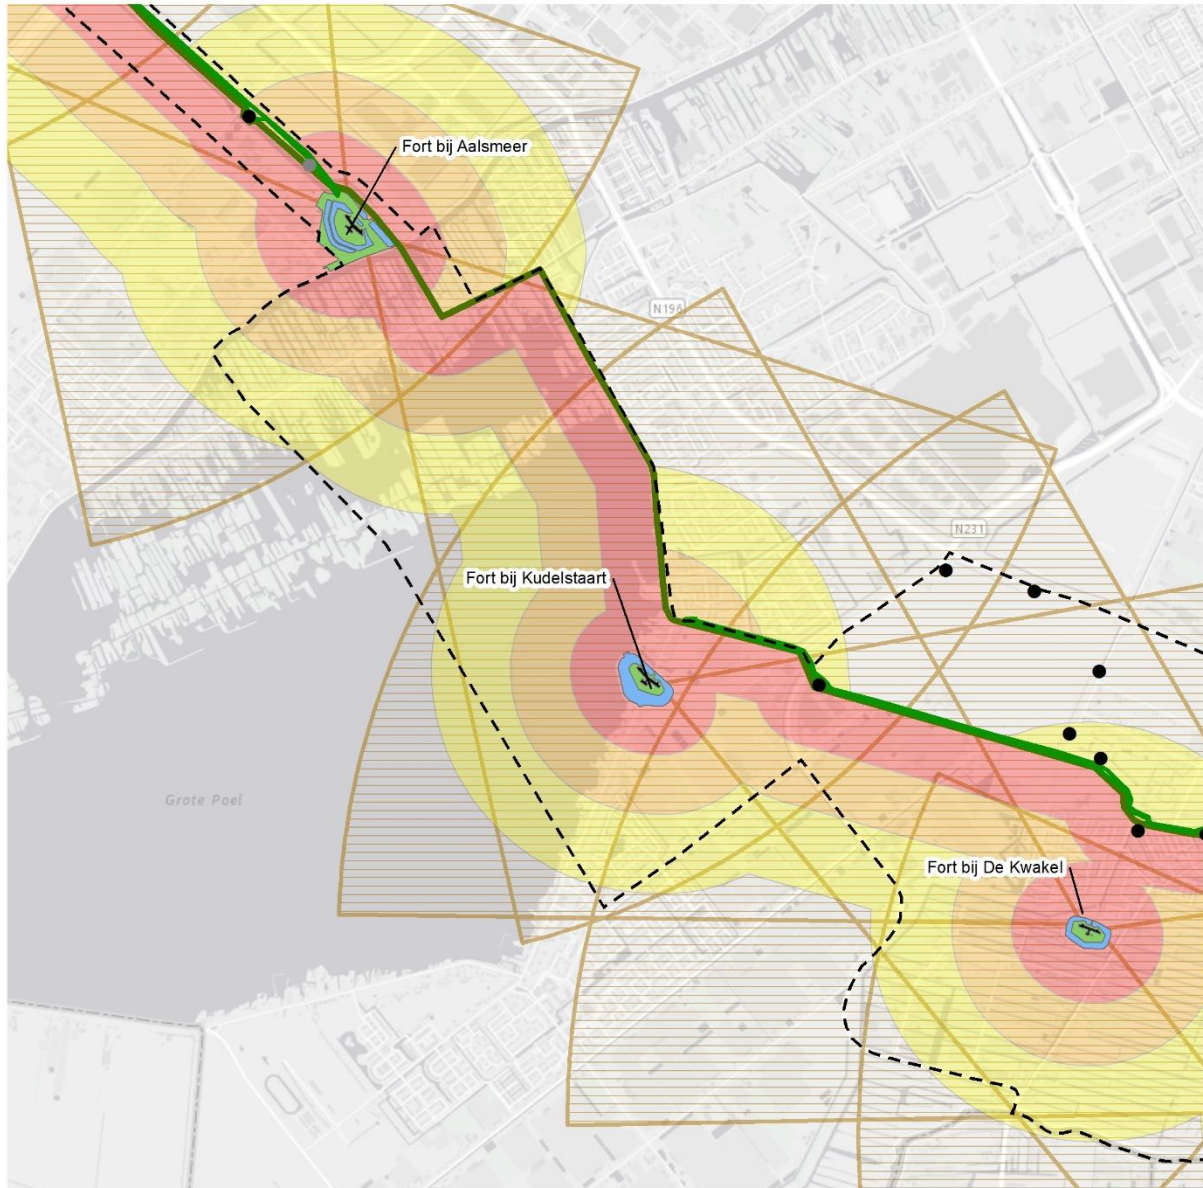 Fort bij Aalsmeer
N196
N231
Fort bij Kudelstaart
Grote Poel
Fort bij De Kwakel